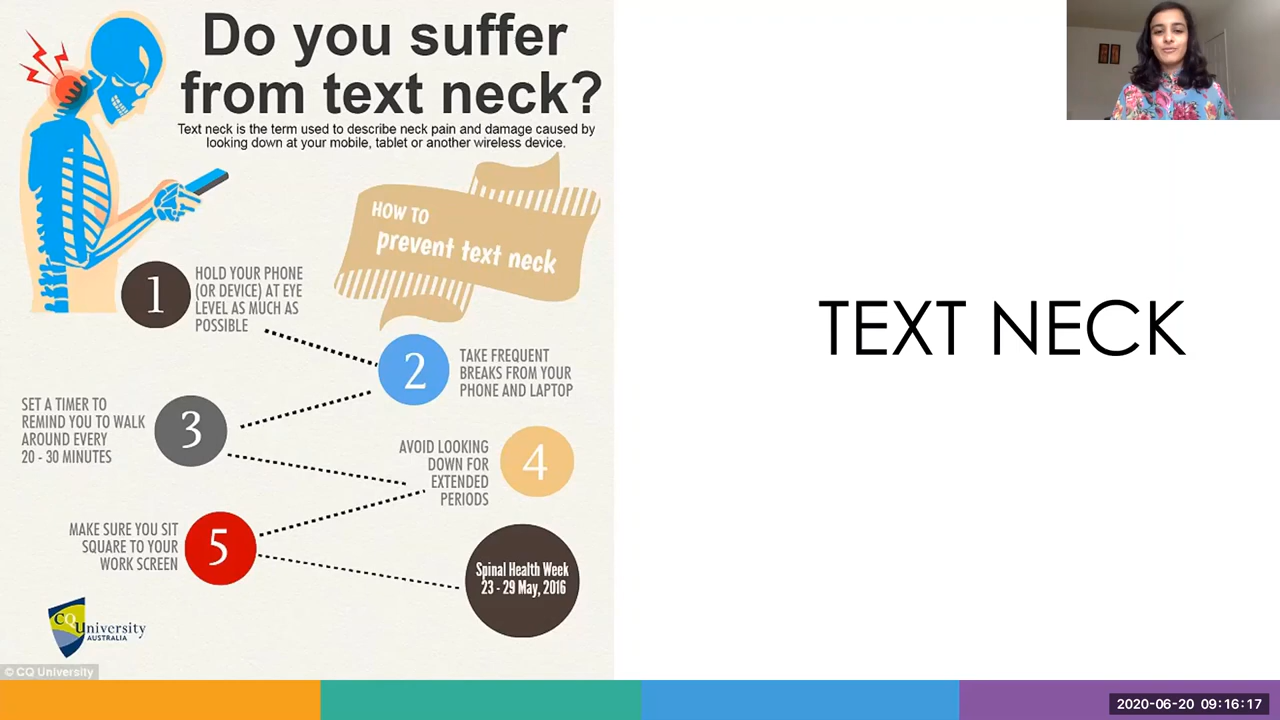 Do you suffer
from text neck?
Text neck is the term used to describe neck pain and damage caused by
looking down at your mobile, tablet or another wireless device.
HOW TO
prevent text neck
1
HOLD YOUR PHONE
(OR DEVICE) AT EYE
LEVEL AS MUCH AS
POSSIBLE
2
TAKE FREQUENT
BREAKS FROM YOUR
PHONE AND LAPTOP
SET A TIMER TO
REMIND YOU TO WALK
AROUND EVERY
20 - 30 MINUTES
3
AVOID LOOKING
DOWN FOR
EXTENDED
PERIODS
4
MAKE SURE YOU SIT
SQUARE TO YOUR
WORK SCREEN
5
Spinal Health Week
23 - 29 May, 2016
CQUniversity
AUSTRALIA
© CQ University
TEXT NECK
2020-06-20 09:16:17